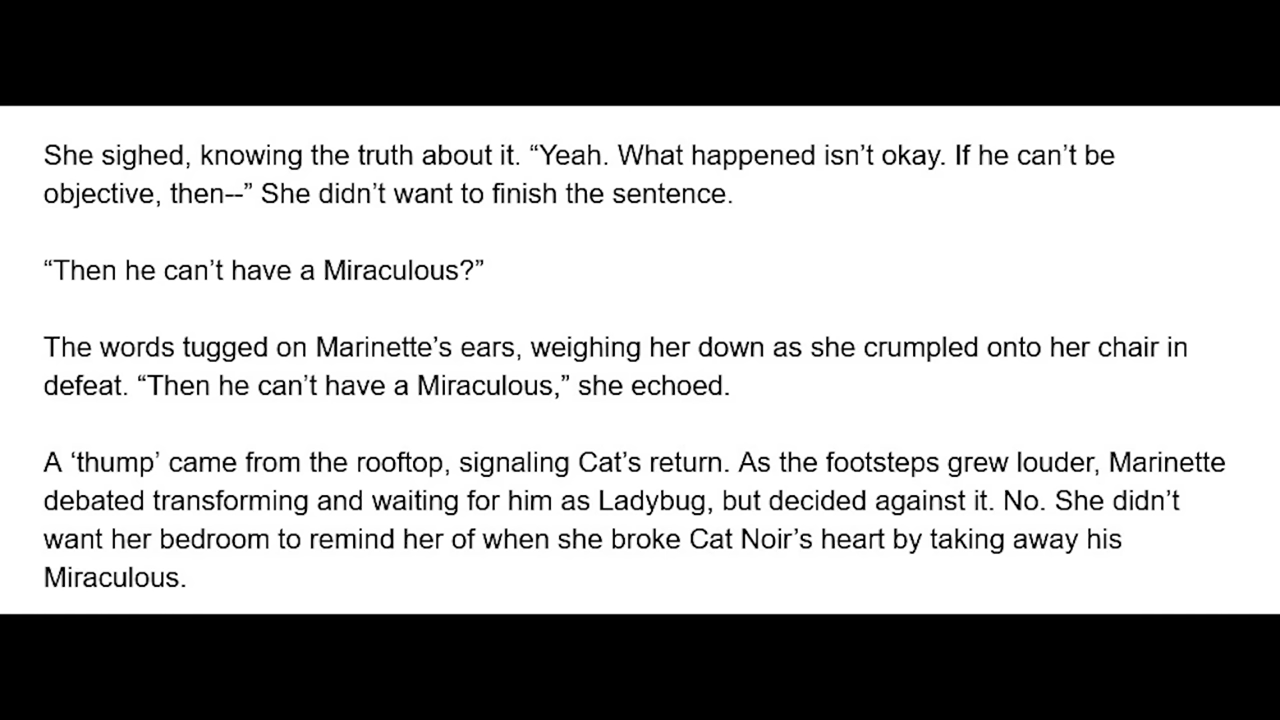 She sighed, knowing the truth about it. “Yeah. What happened isn’t okay. If he can’t be
objective, then--” She didn’t want to finish the sentence.
“Then he can’t have a Miraculous?”
The words tugged on Marinette’s ears, weighing her down as she crumpled onto her chair in
defeat. “Then he can’t have a Miraculous,” she echoed.
A ‘thump’ came from the rooftop, signaling Cat’s return. As the footsteps grew louder, Marinette
debated transforming and waiting for him as Ladybug, but decided against it. No. She didn’t
want her bedroom to remind her of when she broke Cat Noir’s heart by taking away his
Miraculous.